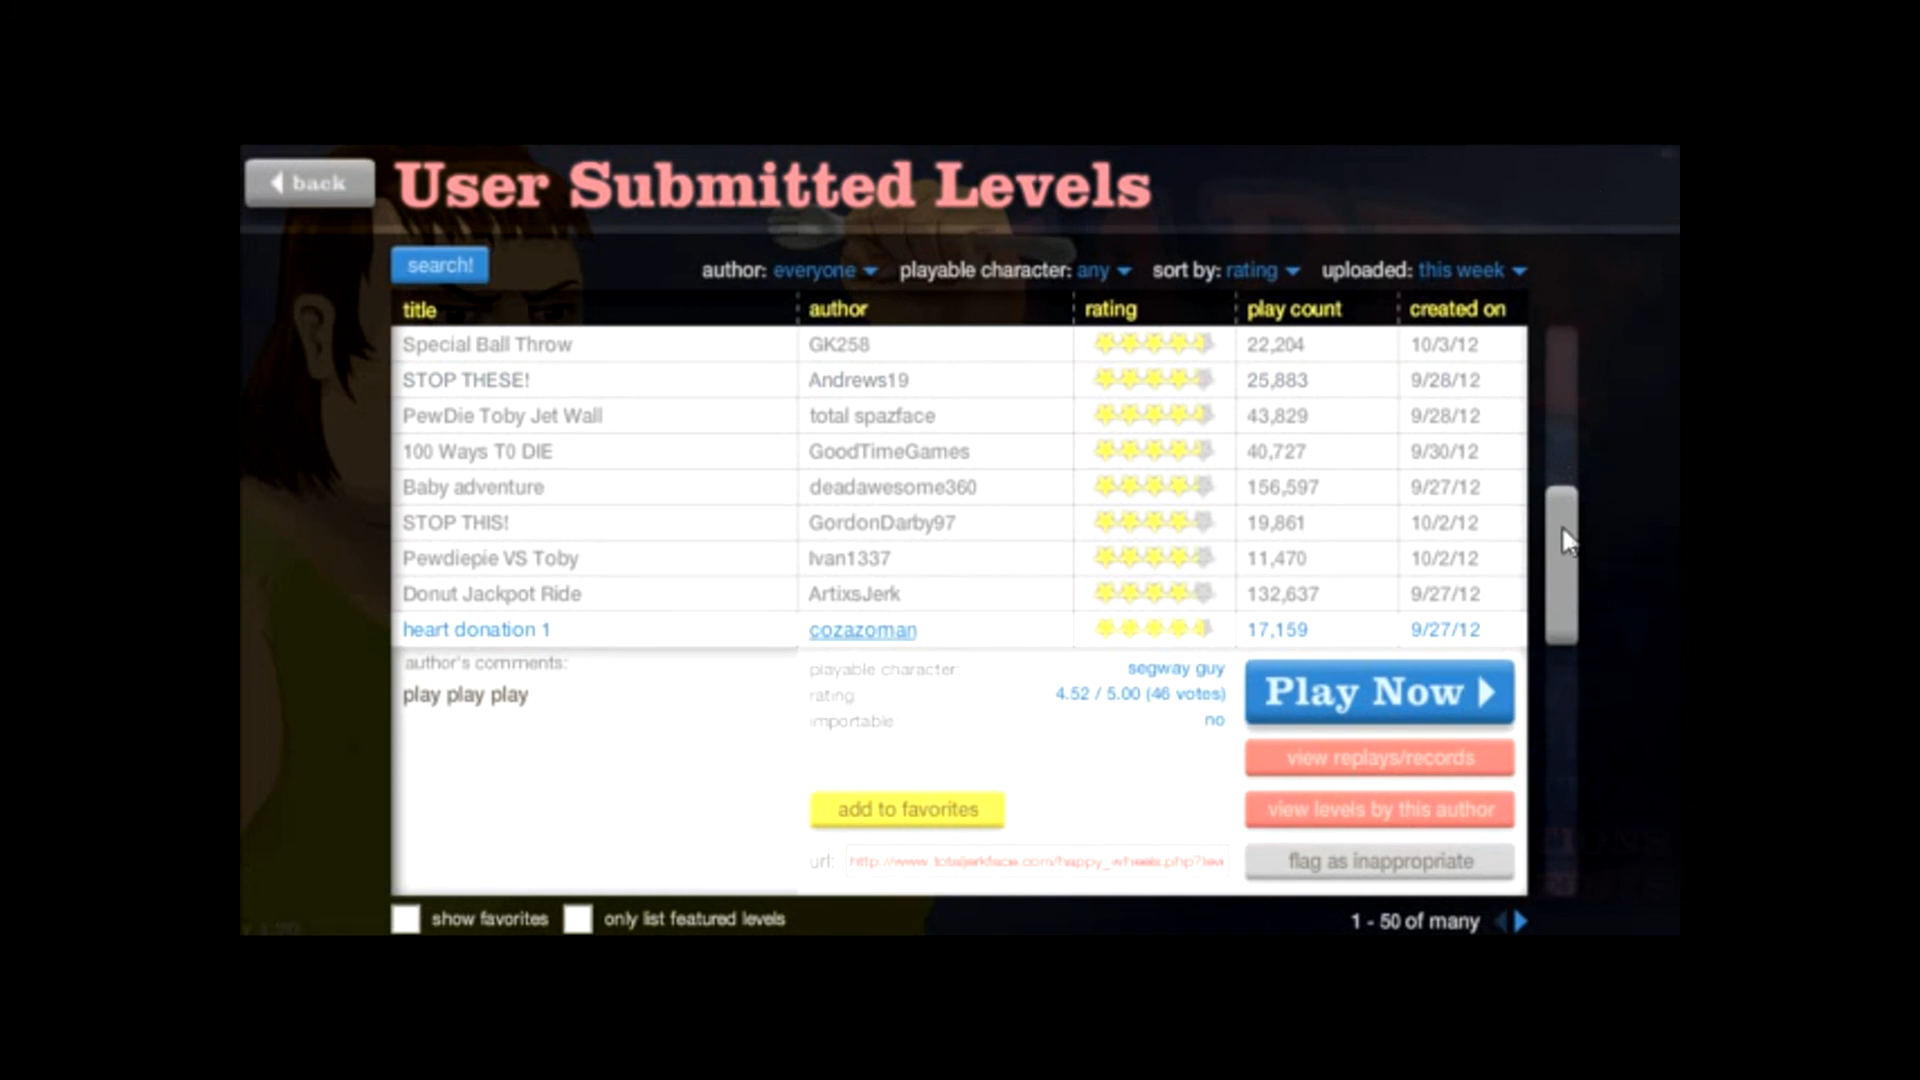 back
User Submitted Levels
search!
author: everyone playable character: any sort by: rating uploaded: this week
title author rating play count created on
Special Ball Throw GK258 22,204 10/3/12
STOP THESE! Andrews19 25,883 9/28/12
PewDie Toby Jet Wall total spazface 43,829 9/28/12
100 Ways T0 DIE GoodTimeGames 40,727 9/30/12
Baby adventure deadawesome360 156,597 9/27/12
STOP THIS! GordonDarby97 19,861 10/2/12
Pewdiepie VS Toby Ivan1337 11,470 10/2/12
Donut Jackpot Ride ArtixsJerk 132,637 9/27/12
heart donation 1 cozazoman 17,159 9/27/12
author's comments:
play play play
playable character: segway guy
rating 4.52 / 5.00 (46 votes)
importable no
Play Now
view replays/records
add to favorites
view levels by this author
url: http://www.totaljerkface.com/happy_wheels.php?lev
flag as inappropriate
show favorites only list featured levels
1 - 50 of many